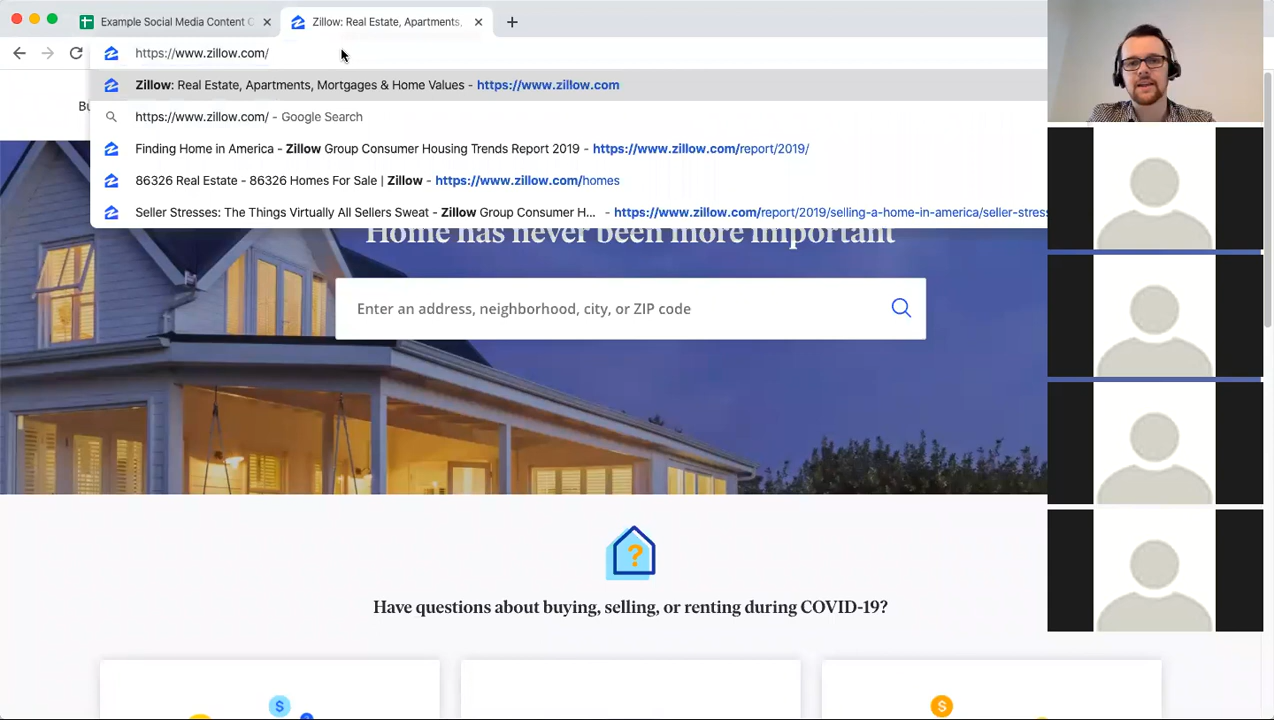 Example Social Media Content C
Zillow: Real Estate, Apartments,
https://www.zillow.com/
Zillow: Real Estate, Apartments, Mortgages & Home Values - https://www.zillow.com
https://www.zillow.com/ - Google Search
Finding Home in America - Zillow Group Consumer Housing Trends Report 2019 - https://www.zillow.com/report/2019/
86326 Real Estate - 86326 Homes For Sale | Zillow - https://www.zillow.com/homes
Seller Stresses: The Things Virtually All Sellers Sweat - Zillow Group Consumer H... - https://www.zillow.com/report/2019/selling-a-home-in-america/seller-stress
Bu
Home has never been more important
Enter an address, neighborhood, city, or ZIP code
?
Have questions about buying, selling, or renting during COVID-19?
$
$